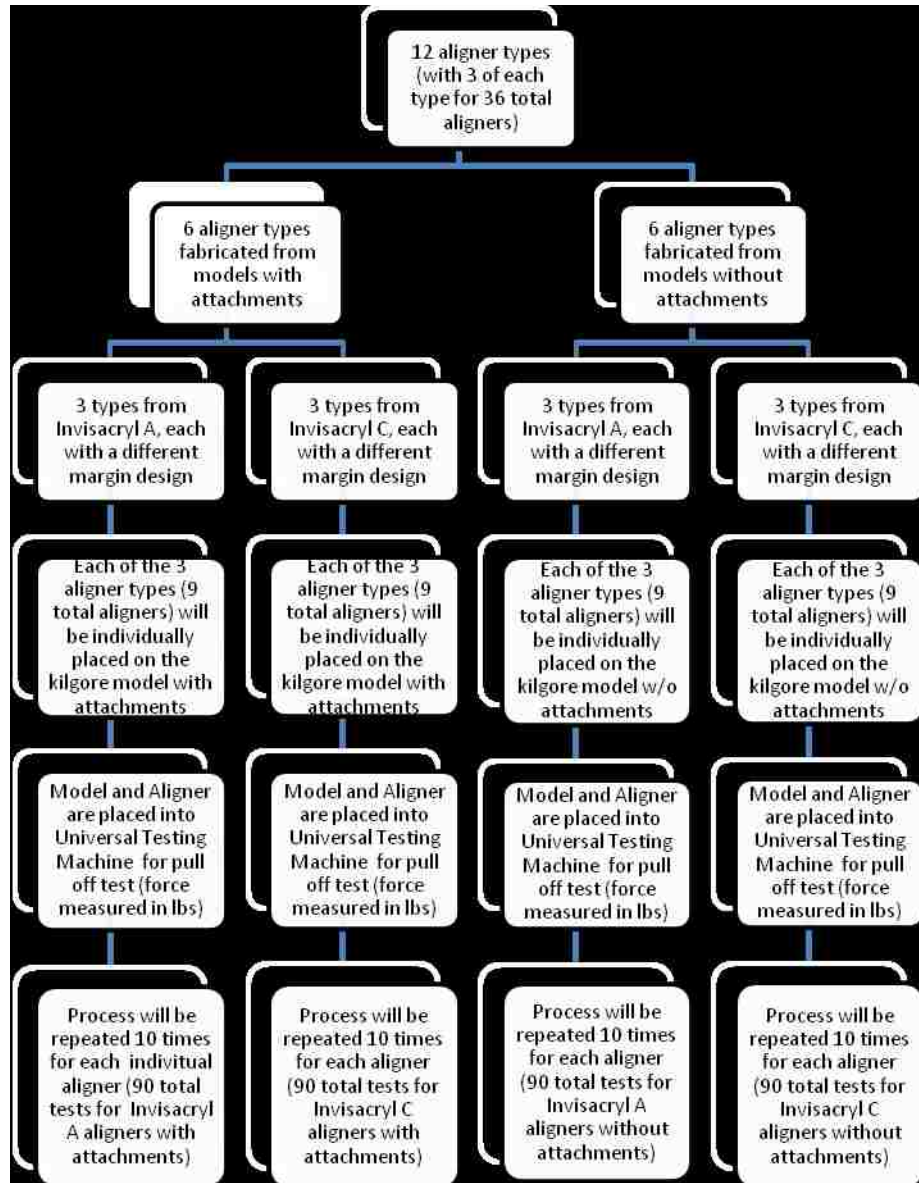 12 aligner types
(with 3 of each
type for 36 total
aligners)
6 aligner types
fabricated from
models with
attachments
6 aligner types
fabricated from
models without
attachments
3 types from
Invisacryl A, each
with a different
margin design
3 types from
Invisacryl C, each
with a different
margin design
3 types from
Invisacryl A, each
with a different
margin design
3 types from
Invisacryl C, each
with a different
margin design
Each of the 3
aligner types (9
total aligners) will
be individually
placed on the
kilgore model with
attachments
Each of the 3
aligner types (9
total aligners) will
be individually
placed on the
kilgore model with
attachments
Each of the 3
aligner types (9
total aligners) will
be individually
placed on the
kilgore model w/o
attachments
Each of the 3
aligner types (9
total aligners) will
be individually
placed on the
kilgore model w/o
attachments
Model and Aligner
are placed into
Universal Testing
Machine for pull
off test (force
measured in lbs)
Model and Aligner
are placed into
Universal Testing
Machine for pull
off test (force
measured in lbs)
Model and Aligner
are placed into
Universal Testing
Machine for pull
off test (force
measured in lbs)
Model and Aligner
are placed into
Universal Testing
Machine for pull
off test (force
measured in lbs)
Process will be
repeated 10 times
for each indivitual
aligner (90 total
tests for Invisacryl
A aligners with
attachments)
Process will be
repeated 10 times
for each aligner
(90 total tests for
Invisacryl C
aligners with
attachments)
Process will be
repeated 10 times
for each aligner
(90 total tests for
Invisacryl A
aligners without
attachments)
Process will be
repeated 10 times
for each aligner
(90 total tests for
Invisacryl C
aligners without
attachments)